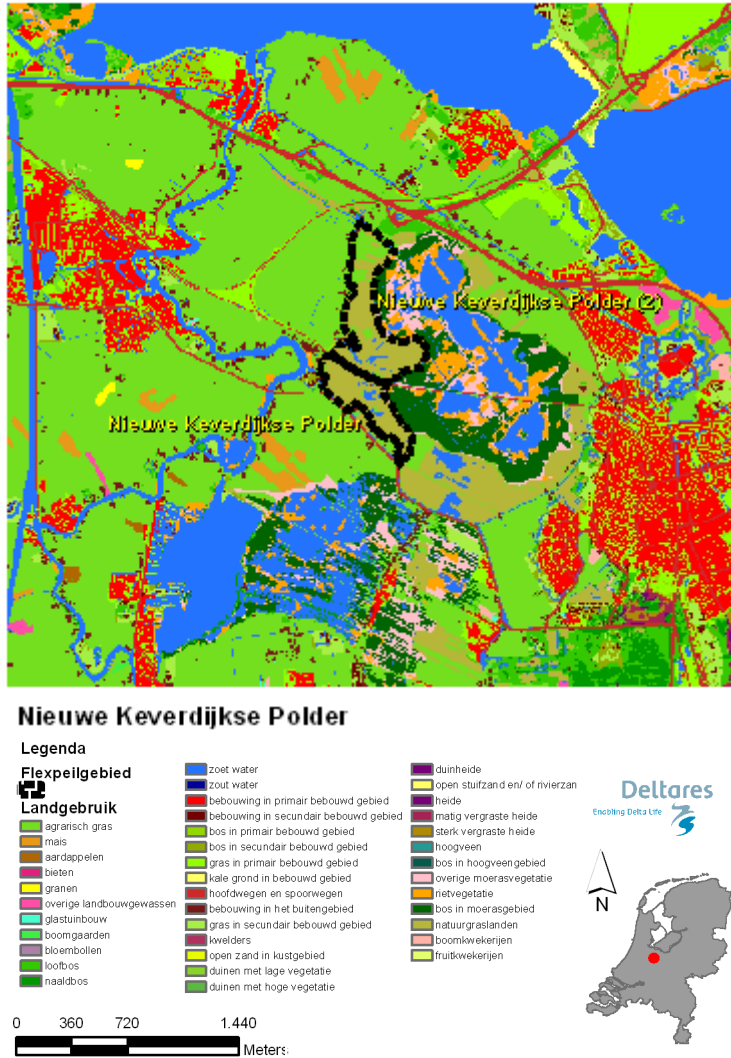 Nieuwe Keverdijkse Polder (2)
Nieuwe Keverdijkse Polder
Nieuwe Keverdijkse Polder
Legenda
Flexpeilgebied
Landgebruik
agrarisch gras
mais
aardappelen
bieten
granen
overige landbouwgewassen
glastuinbouw
boomgaarden
bloembollen
loofbos
naaldbos
zoet water
zout water
bebouwing in primair bebouwd gebied
bebouwing in secundair bebouwd gebied
bos in primair bebouwd gebied
bos in secundair bebouwd gebied
gras in primair bebouwd gebied
kale grond in bebouwd gebied
hoofdwegen en spoorwegen
bebouwing in het buitengebied
gras in secundair bebouwd gebied
kwelders
open zand in kustgebied
duinen met lage vegetatie
duinen met hoge vegetatie
duinheide
open stuifzand en/ of rivierzan
heide
matig vergraste heide
sterk vergraste heide
hoogveen
bos in hoogveengebied
overige moerasvegetatie
rietvegetatie
bos in moerasgebied
natuurgraslanden
boomkwekerijen
fruitkwekerijen
Deltares
Enabling Delta Life
N
0 360 720 1.440
Meters